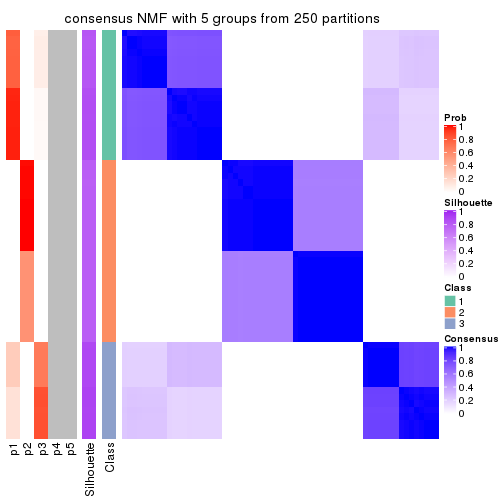 consensus NMF with 5 groups from 250 partitions
Prob
1
0.8
0.6
0.4
0.2
0
Silhouette
1
0.8
0.6
0.4
0.2
0
Class
1
2
3
Consensus
1
0.8
0.6
0.4
0.2
0
p1
p2
p3
p4
p5
Silhouette
Class